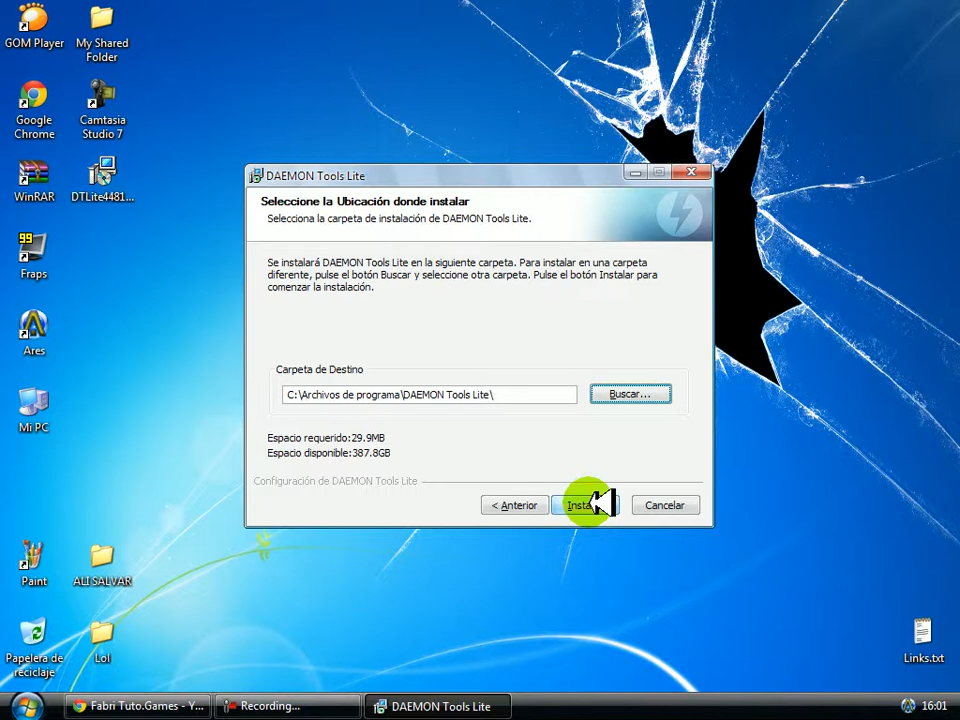 GOM Player
My Shared
Folder
Google
Chrome
Camtasia
Studio 7
WinRAR
DTLite4481...
99
Fraps
Ares
Mi PC
Paint
ALI SALVAR
Papelera de
reciclaje
Lol
Links.txt
DAEMON Tools Lite
Seleccione la Ubicación donde instalar
Selecciona la carpeta de instalación de DAEMON Tools Lite.
Se instalará DAEMON Tools Lite en la siguiente carpeta. Para instalar en una carpeta
diferente, pulse el botón Buscar y seleccione otra carpeta. Pulse el botón Instalar para
comenzar la instalación.
Carpeta de Destino
C:\Archivos de programa\DAEMON Tools Lite\
Buscar...
Espacio requerido:29.9MB
Espacio disponible:387.8GB
Configuración de DAEMON Tools Lite
< Anterior
Cancelar
Fabri Tuto.Games - Y...
Recording...
DAEMON Tools Lite
16:01